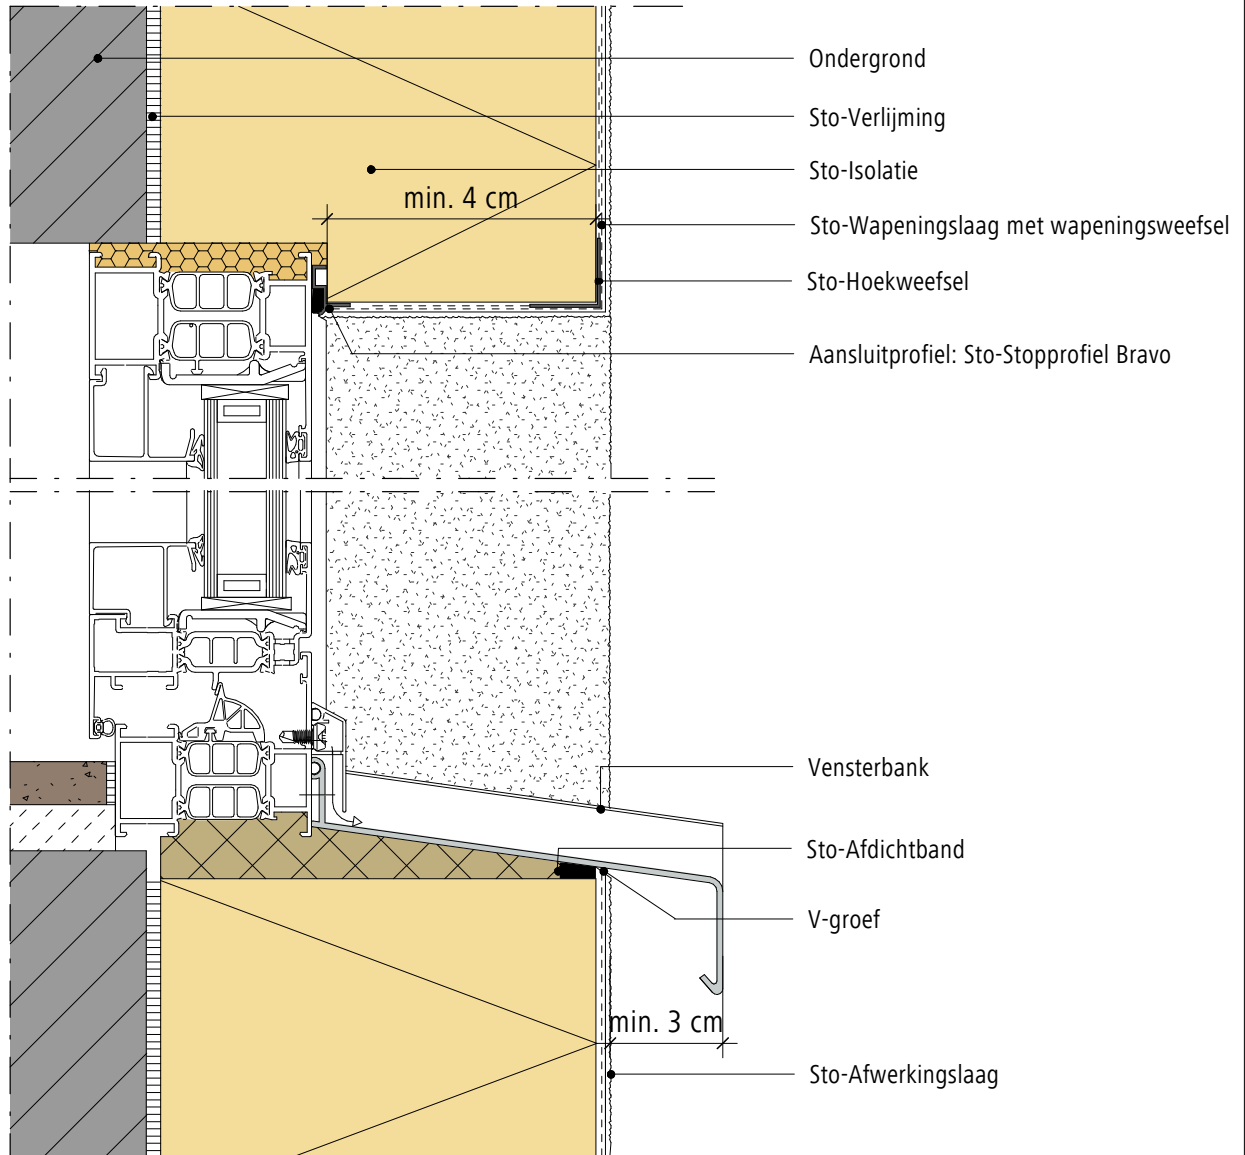 Ondergrond
Sto-Verlijming
Sto-Isolatie
min. 4 cm
Sto-Wapeningslaag met wapeningsweefsel
Sto-Hoekweefsel
Aansluitprofiel: Sto-Stopprofiel Bravo
Vensterbank
Sto-Afdichtband
V-groef
min. 3 cm
Sto-Afwerkingslaag